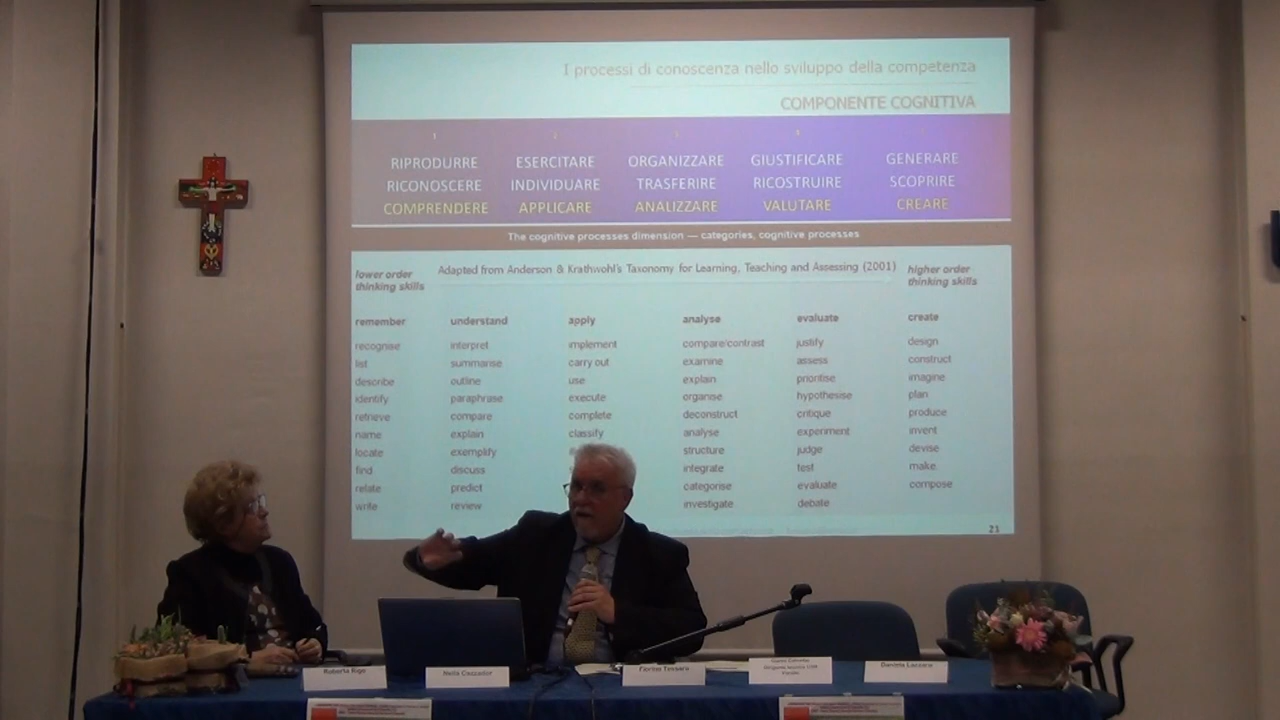 I processi di conoscenza nello sviluppo della competenza
COMPONENTE COGNITIVA
RIPRODURRE ESERCITARE ORGANIZZARE GIUSTIFICARE GENERARE
RICONOSCERE INDIVIDUARE TRASFERIRE RICOSTRUIRE SCOPRIRE
COMPRENDERE APPLICARE ANALIZZARE VALUTARE CREARE
The cognitive processes dimension — categories, cognitive processes
lower order thinking skills
Adapted from Anderson & Krathwohl's Taxonomy for Learning, Teaching and Assessing (2001)
higher order thinking skills
remember understand apply analyse evaluate create
recognise interpret implement compare/contrast justify design
list summarise carry out examine assess construct
describe outline use explain prioritise imagine
identify paraphrase execute organise hypothesise plan
retrieve compare complete deconstruct critique produce
name explain classify analyse experiment invent
locate exemplify structure judge devise
find discuss integrate test make
relate predict categorise evaluate compose
write review investigate debate
21
Roberta Rigo